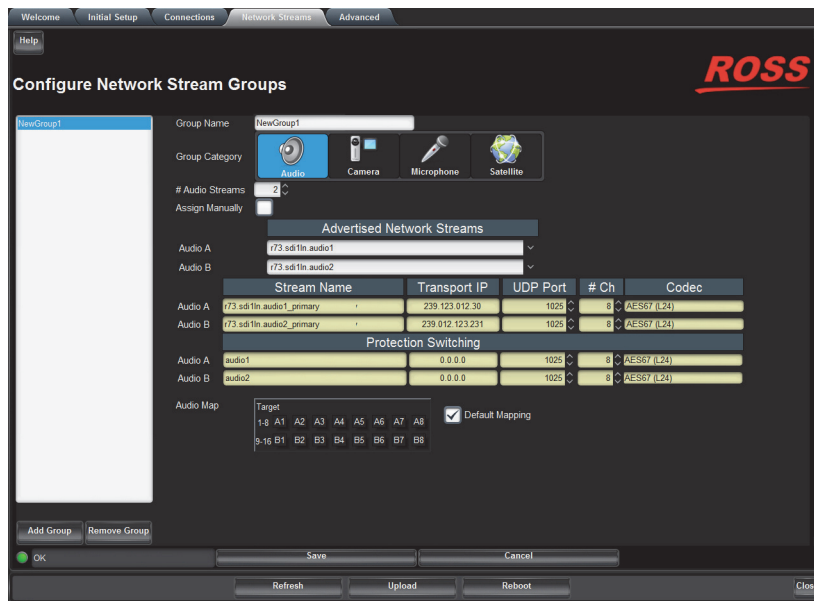 Welcome Initial Setup Connections Network Streams Advanced
Help
ROSS
Configure Network Stream Groups
NewGroup1
Group Name NewGroup1
Group Category Audio Camera Microphone Satellite
# Audio Streams 2
Assign Manually
Advertised Network Streams
Audio A r73.sdi1In.audio1
Audio B r73.sdi1In.audio2
Stream Name Transport IP UDP Port # Ch Codec
Audio A r73.sdi1In.audio1_primary 239.123.012.30 1025 8 AES67 (L24)
Audio B r73.sdi1In.audio2_primary 239.012.123.231 1025 8 AES67 (L24)
Protection Switching
Audio A audio1 0.0.0.0 1025 8 AES67 (L24)
Audio B audio2 0.0.0.0 1025 8 AES67 (L24)
Audio Map Target Default Mapping
1-8 A1 A2 A3 A4 A5 A6 A7 A8
9-16 B1 B2 B3 B4 B5 B6 B7 B8
Add Group Remove Group
OK Save Cancel
Refresh Upload Reboot Clos